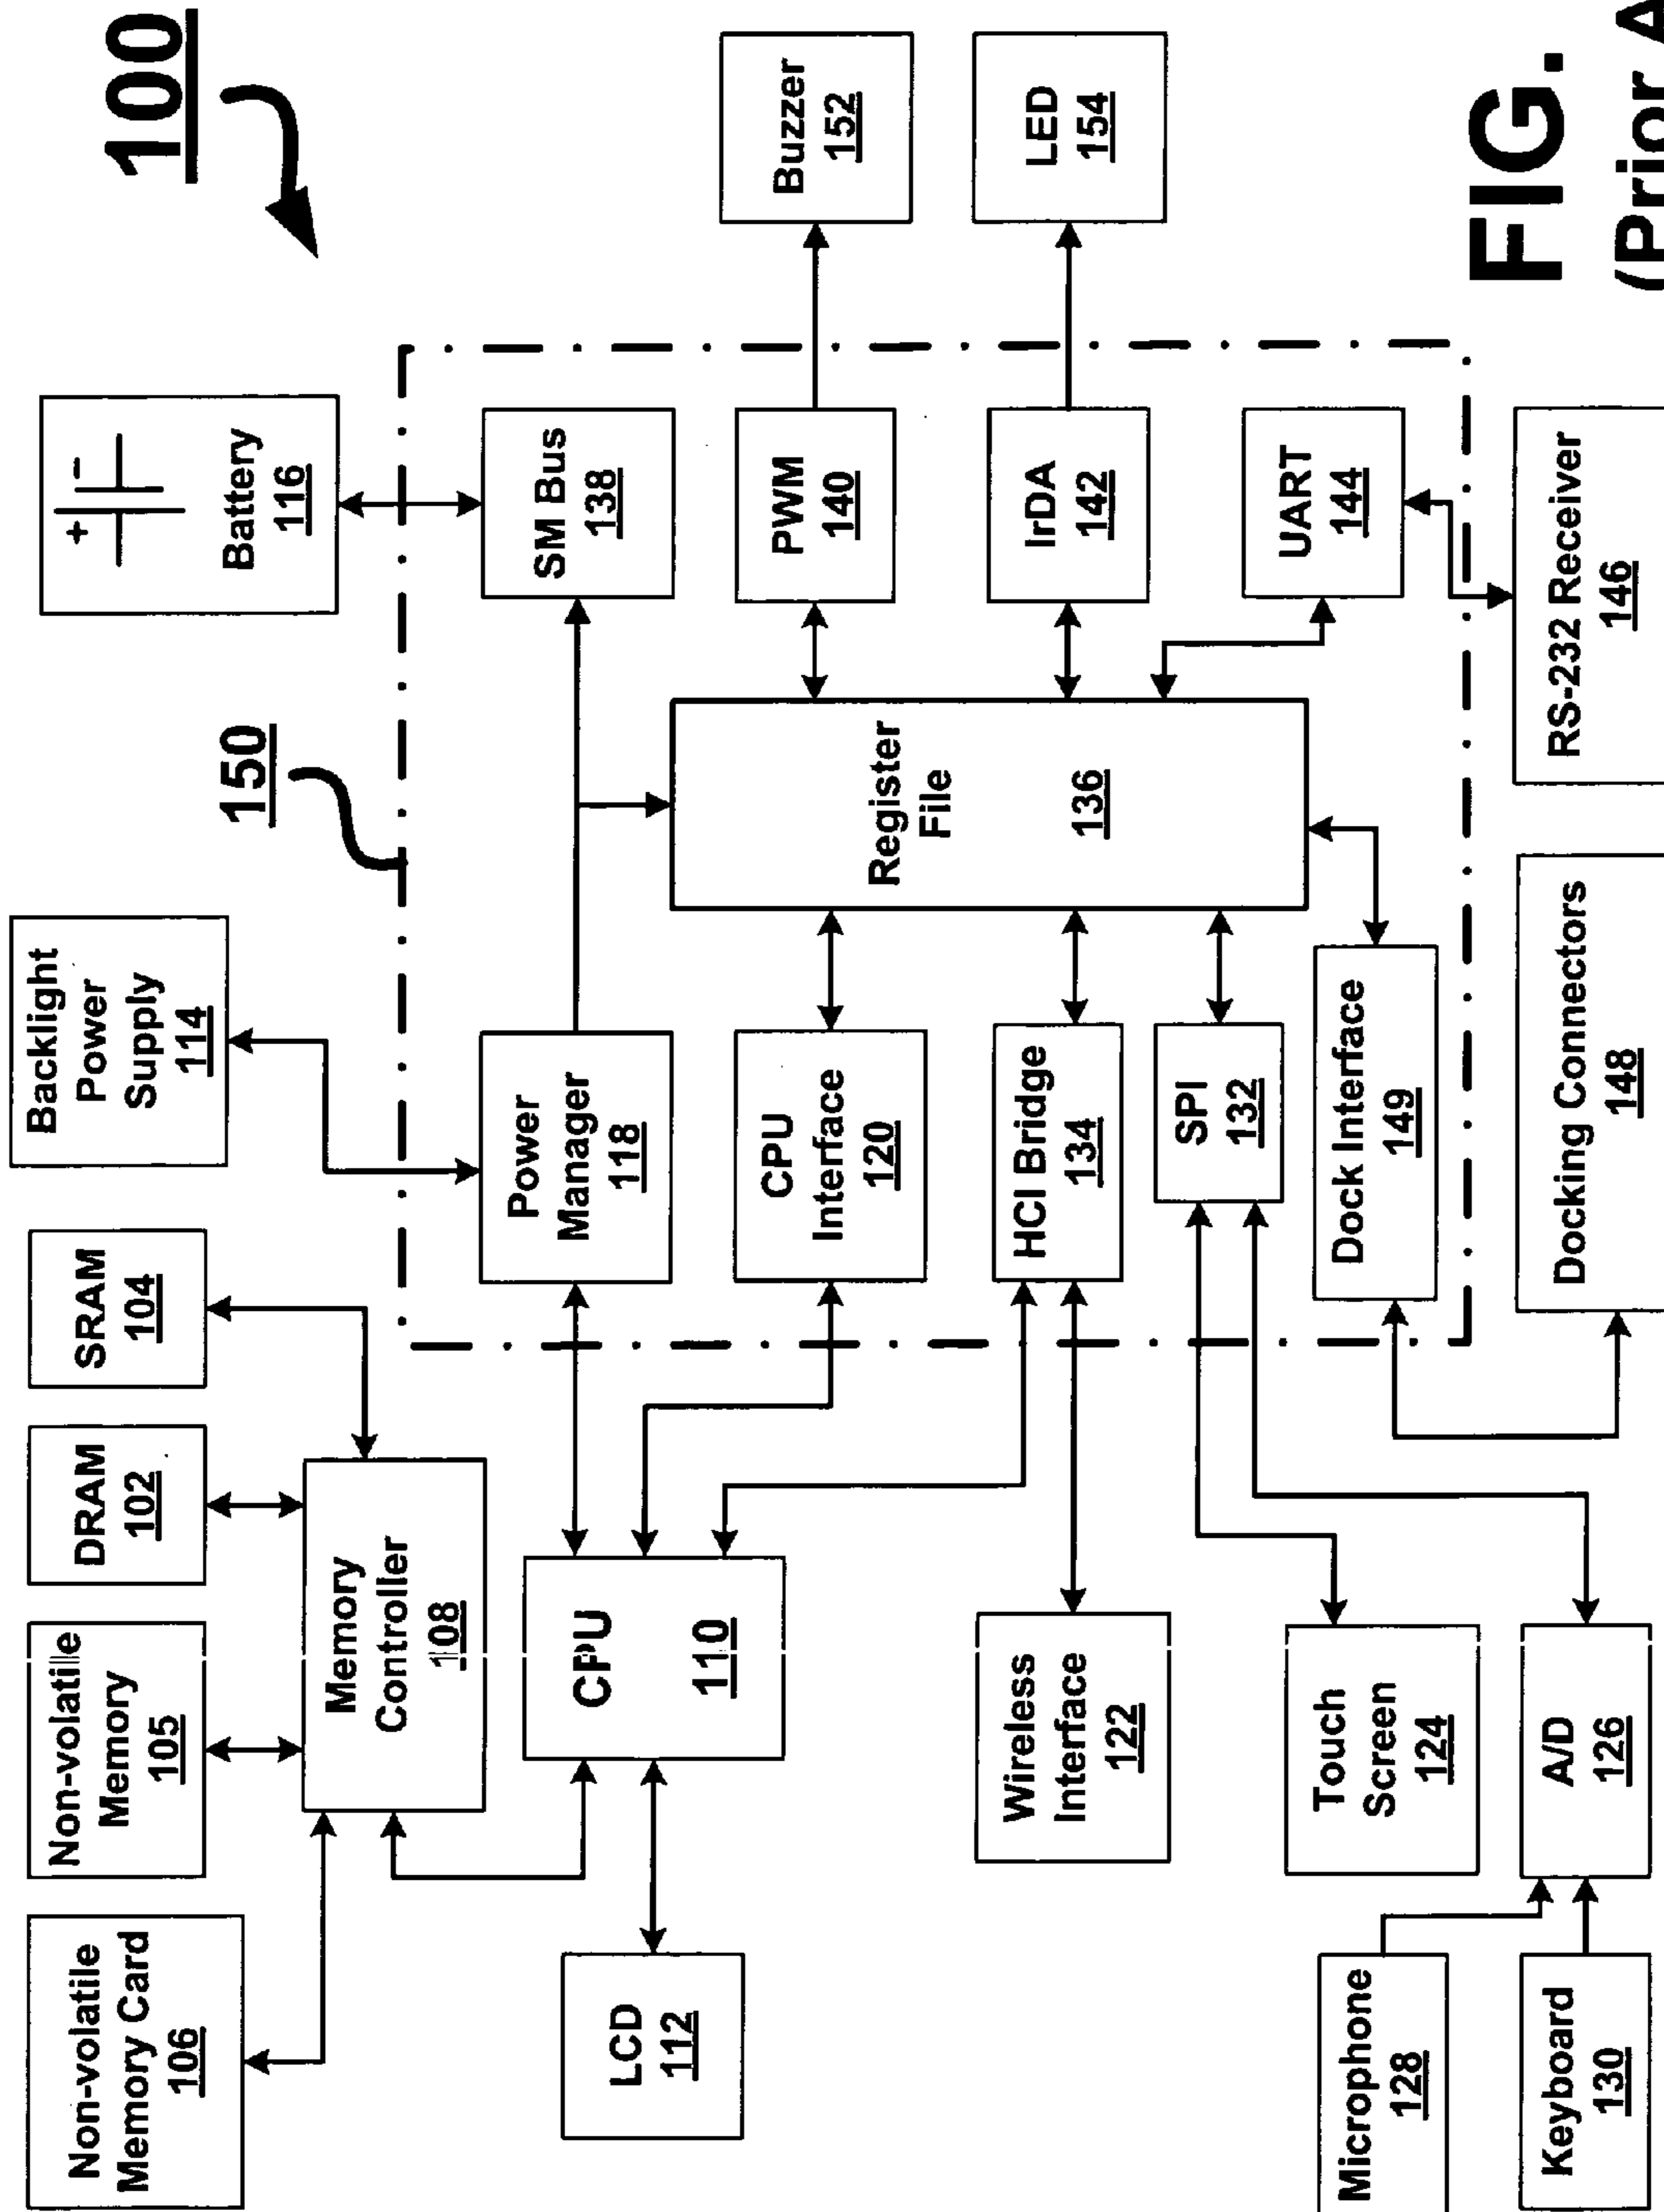 Non-volatile
Memory Card
106
Non-volatile
Memory
105
DRAM
102
SRAM
104
Backlight
Power
Supply
114
+ -
Battery
116
100
150
Memory
Controller
108
LCD
112
CPU
110
Power
Manager
118
SM Bus
138
CPU
Interface
120
Register
File
136
PWM
140
Buzzer
152
Wireless
Interface
122
HCI Bridge
134
IrDA
142
LED
154
SPI
132
UART
144
Microphone
128
Touch
Screen
124
Dock Interface
149
Keyboard
130
A/D
126
Docking Connectors
148
RS-232 Receiver
146
FIG.
(Prior A